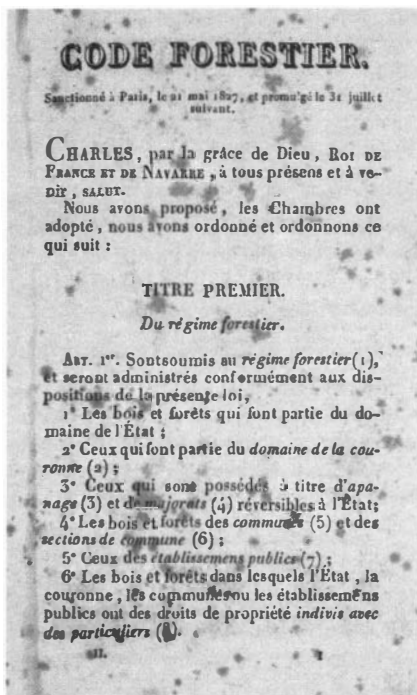 CODE FORESTIER.
Sanctionné à Paris, le 21 mai 1827, et promulgé le 31 juillet
suivant.
CHARLES, par la grâce de Dieu, ROI DE
FRANCE ET DE NAVARRE, à tous présens et à ve-
nir, SALUT.
Nous avons proposé, les Chambres ont
adopté, nous avons ordonné et ordonnons ce
qui suit :
TITRE PREMIER.
Du régime forestier.
ART. 1er. Sont soumis au régime forestier (1),
et seront administrés conformément aux dis-
positions de la présente loi,
1° Les bois et forêts qui font partie du do-
maine de l'État ;
2° Ceux qui font partie du domaine de la cou-
ronne (2) ;
3° Ceux qui sont possédés à titre d'apa-
nage (3) et de majorats (4) réversibles à l'État;
4° Les bois et forêts des communes (5) et des
sections de commune (6) ;
5° Ceux des établissemens publics (7) ;
6° Les bois et forêts dans lesquels l'État, la
couronne, les communes ou les établissemens
publics ont des droits de propriété indivis avec
des particuliers (8).
II. 1